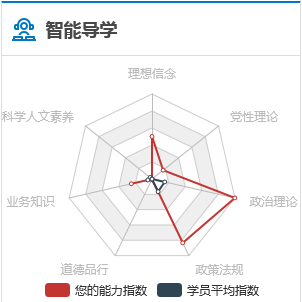 智能导学
理想信念
科学人文素养 党性理论
业务知识 政治理论
道德品行 政策法规
您的能力指数 学员平均指数